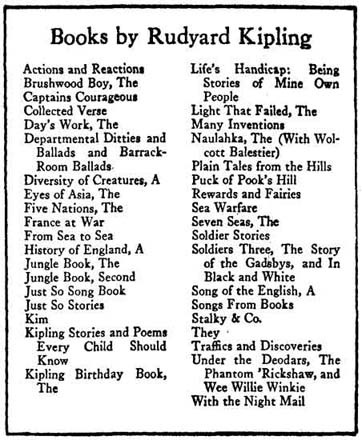 Books by Rudyard Kipling
Actions and Reactions
Brushwood Boy, The
Captains Courageous
Collected Verse
Day's Work, The
Departmental Ditties and
Ballads and Barrack-
Room Ballads.
Diversity of Creatures, A
Eyes of Asia, The
Five Nations, The
France at War
From Sea to Sea
History of England, A
Jungle Book, The
Jungle Book, Second
Just So Song Book
Just So Stories
Kim
Kipling Stories and Poems
Every Child Should
Know
Kipling Birthday Book,
The
Life's Handicap: Being
Stories of Mine Own
People
Light That Failed, The
Many Inventions
Naulahka, The (With Wol-
cott Balestier)
Plain Tales from the Hills
Puck of Pook's Hill
Rewards and Fairies
Sea Warfare
Seven Seas, The
Soldier Stories
Soldiers Three, The Story
of the Gadsbys, and In
Black and White
Song of the English, A
Songs From Books
Stalky & Co.
They
Traffics and Discoveries
Under the Deodars, The
Phantom 'Rickshaw, and
Wee Willie Winkie
With the Night Mail